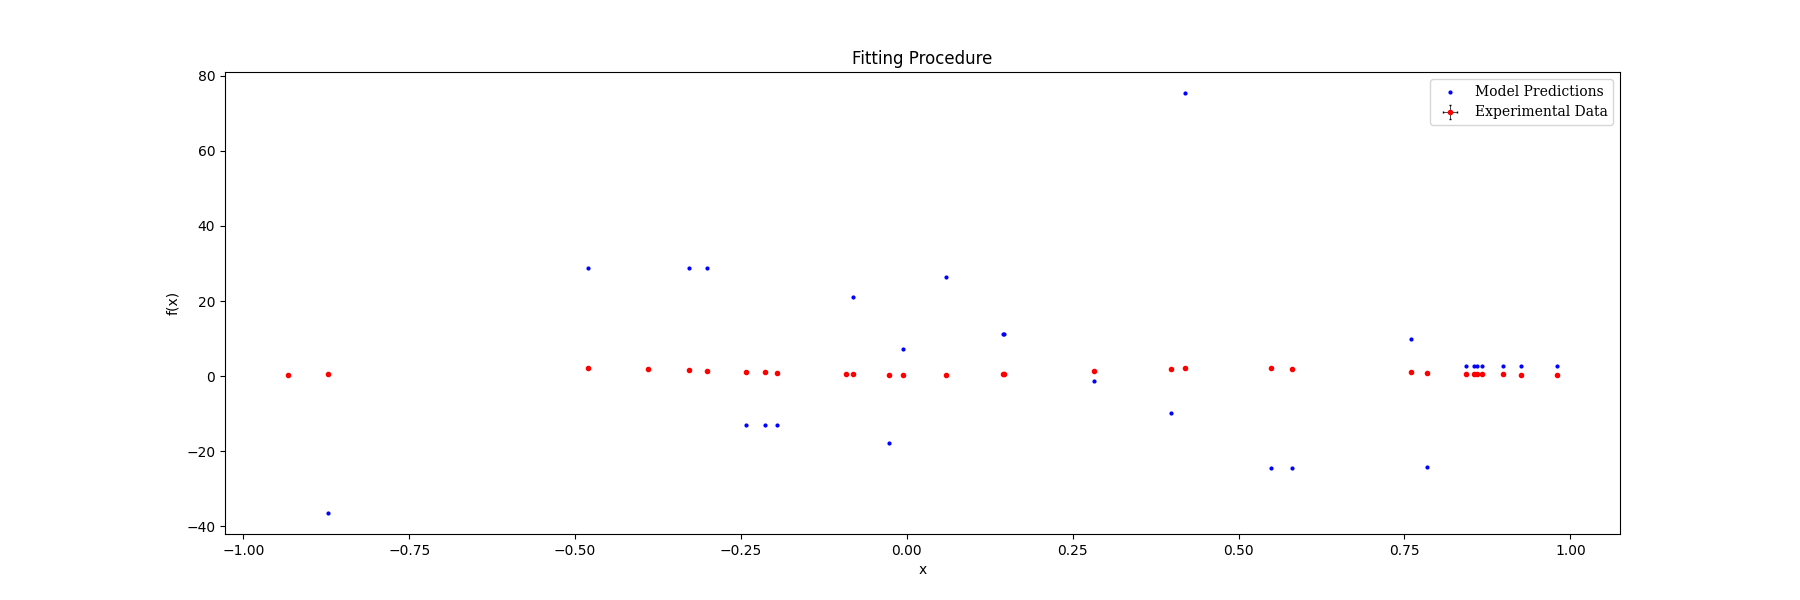 Fitting Procedure
80
60
40
20
0
−20
−40
f(x)
Model Predictions
Experimental Data
−1.00 −0.75 −0.50 −0.25 0.00 0.25 0.50 0.75 1.00
x